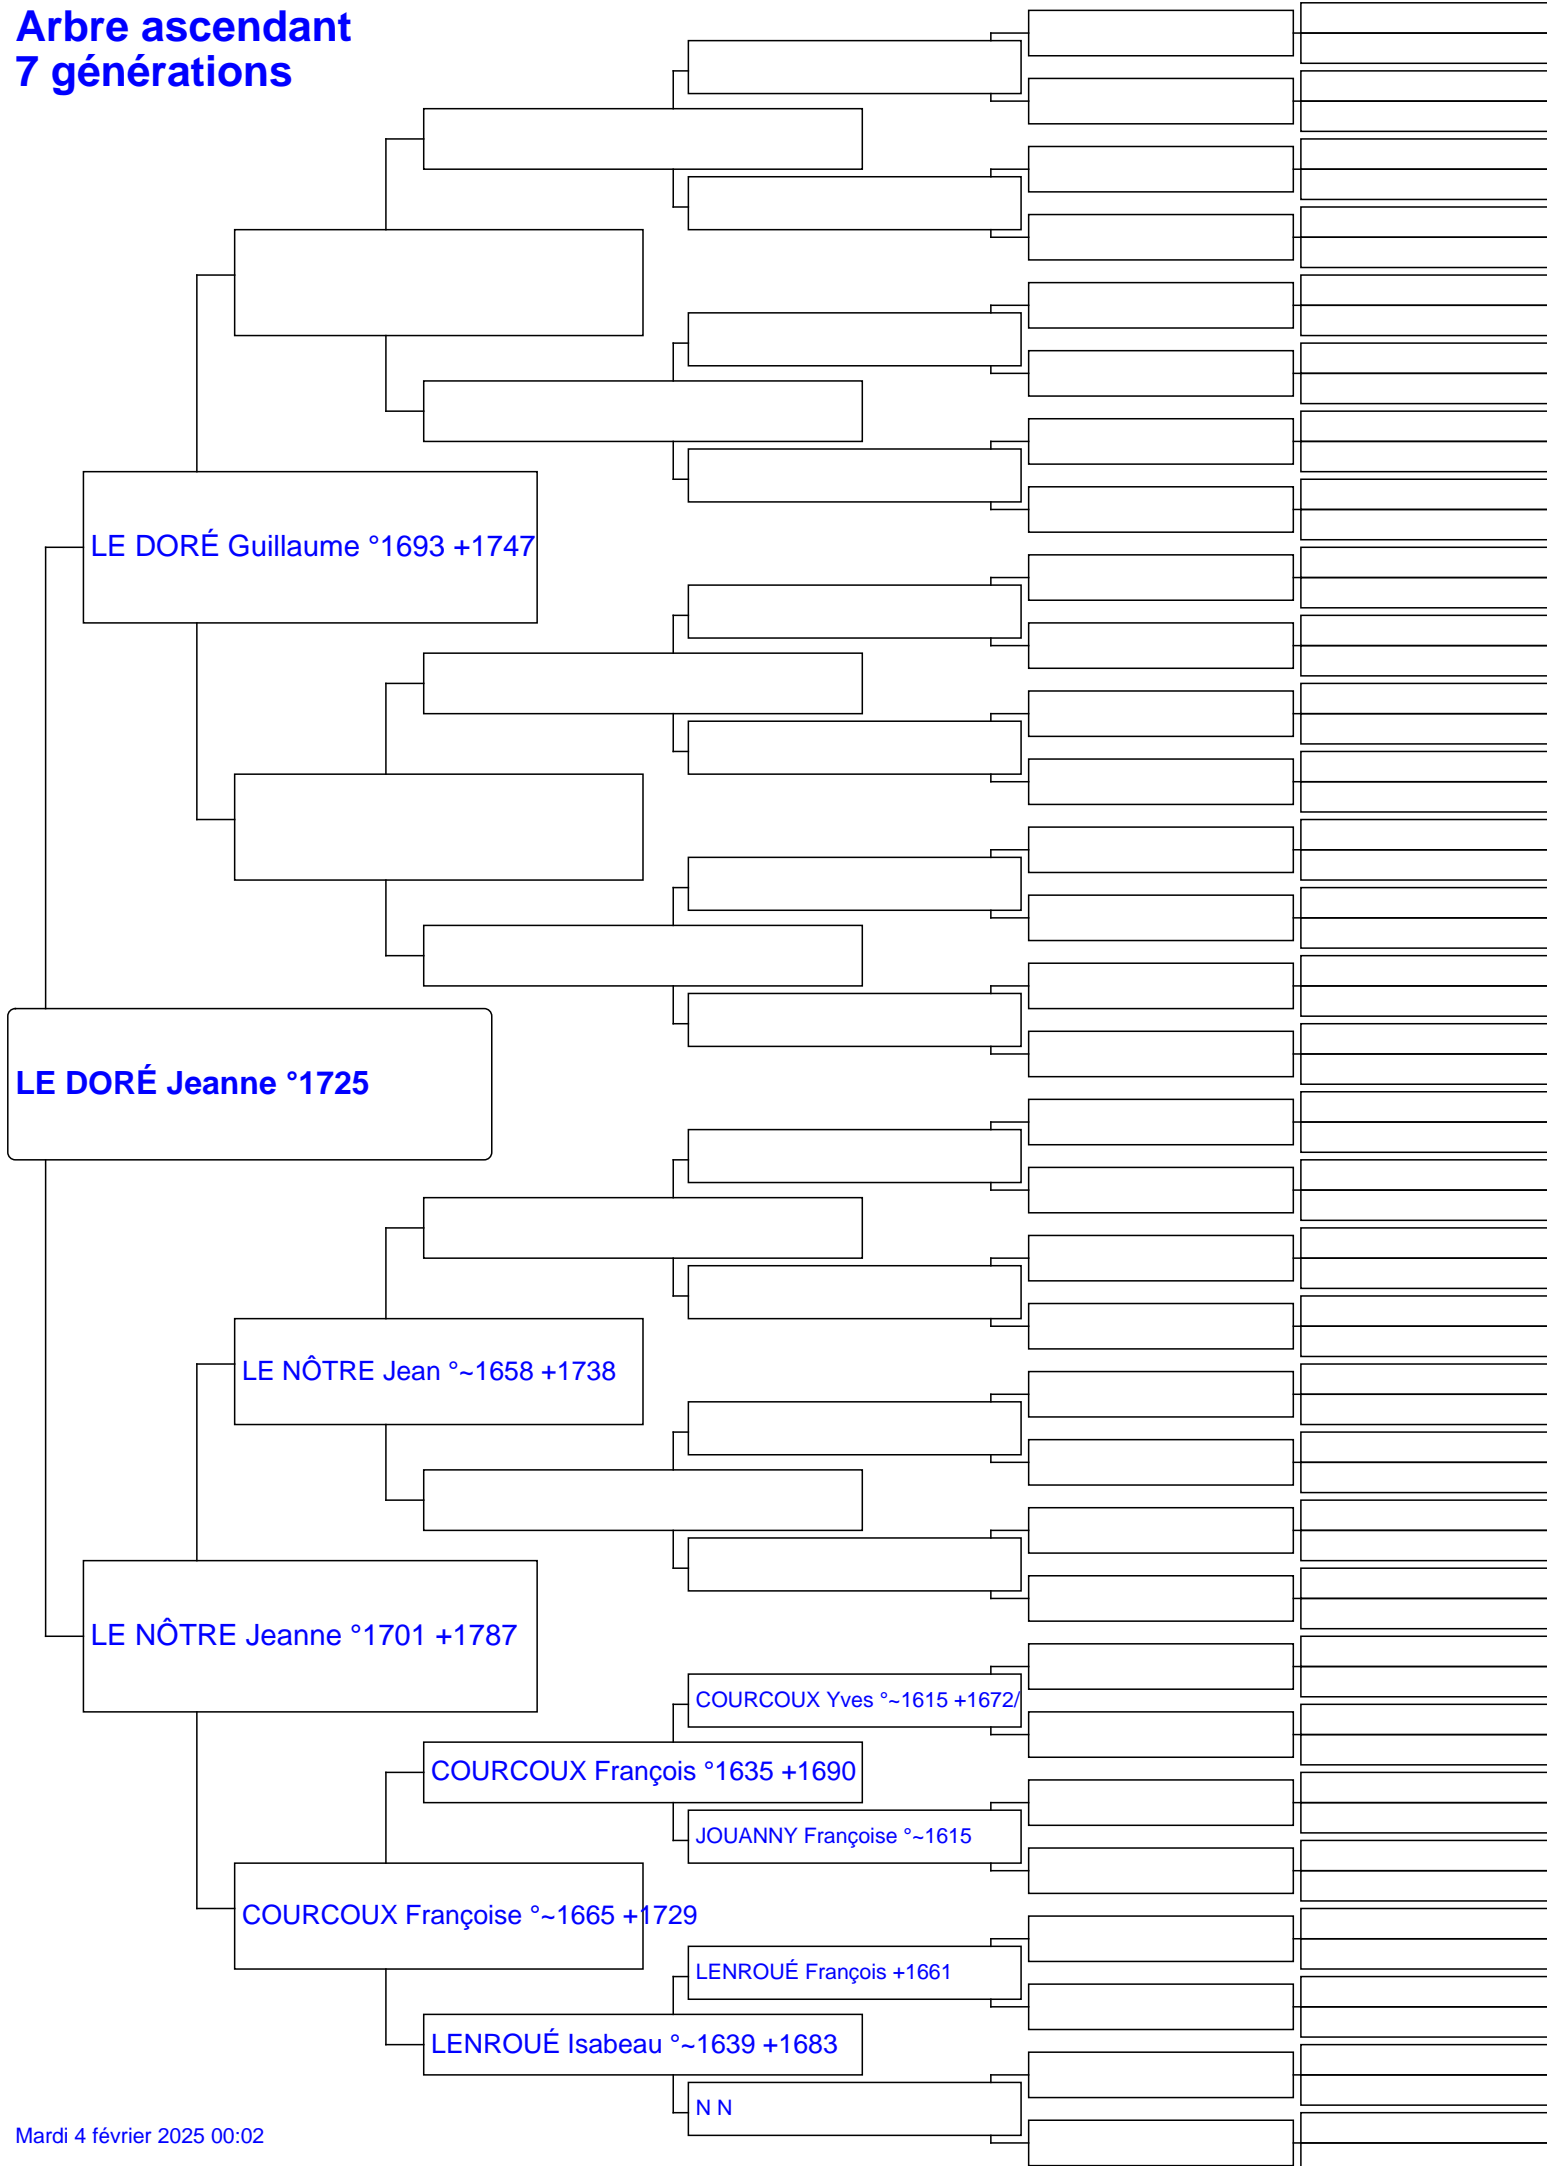 Arbre ascendant
7 générations
LE DORÉ Guillaume °1693 +1747
LE DORÉ Jeanne °1725
LE NÔTRE Jean °~1658 +1738
LE NÔTRE Jeanne °1701 +1787
COURCOUX Yves °~1615 +1672/
COURCOUX François °1635 +1690
JOUANNY Françoise °~1615
COURCOUX Françoise °~1665 +1729
LENROUÉ François +1661
LENROUÉ Isabeau °~1639 +1683
N N
Mardi 4 février 2025 00:02